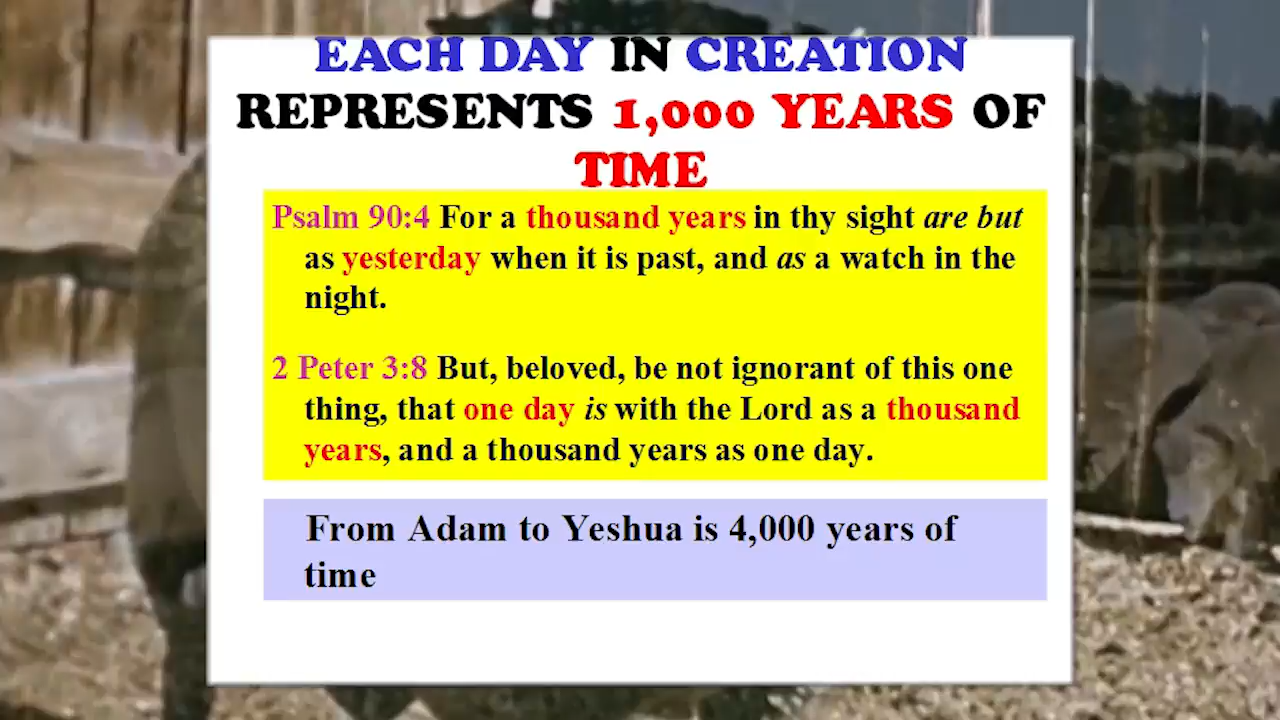 EACH DAY IN CREATION
REPRESENTS 1,000 YEARS OF
TIME
Psalm 90:4 For a thousand years in thy sight are but
as yesterday when it is past, and as a watch in the
night.
2 Peter 3:8 But, beloved, be not ignorant of this one
thing, that one day is with the Lord as a thousand
years, and a thousand years as one day.
From Adam to Yeshua is 4,000 years of
time